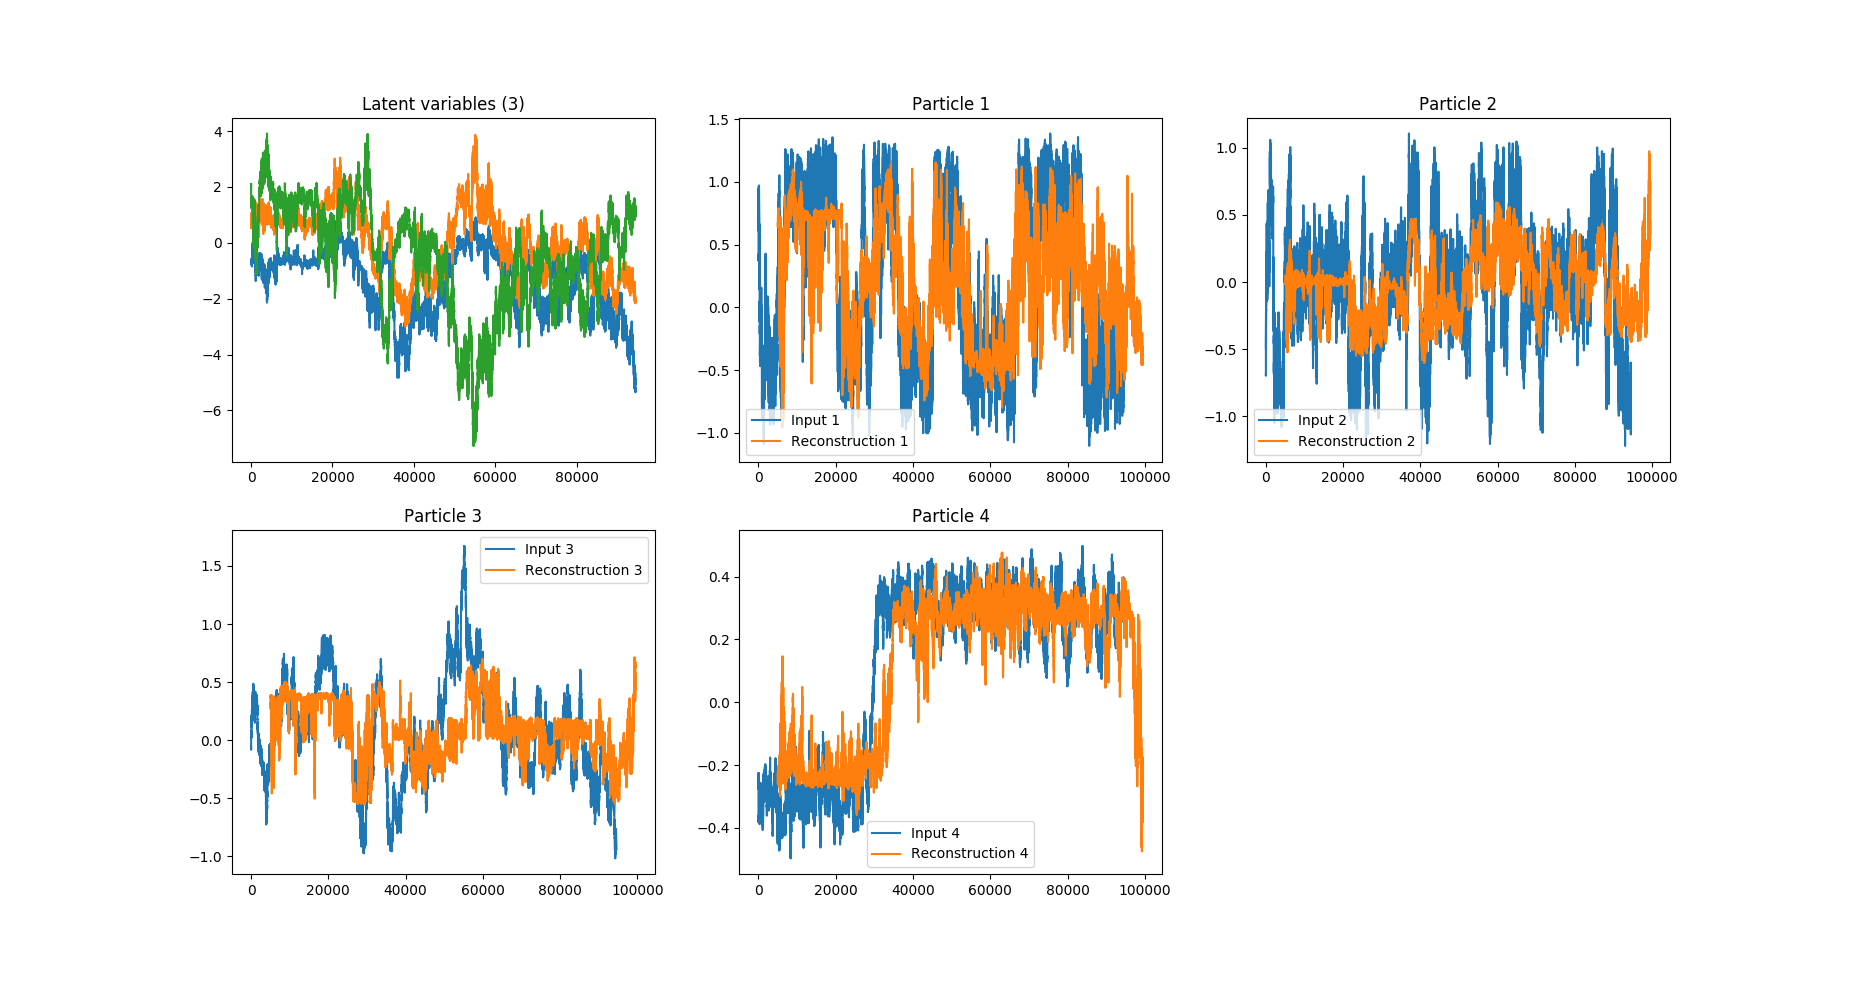 Latent variables (3)
4
2
0
−2
−4
−6
0 20000 40000 60000 80000
Particle 1
1.5
1.0
0.5
0.0
−0.5
−1.0
Input 1
Reconstruction 1
0 20000 40000 60000 80000 100000
Particle 2
1.0
0.5
0.0
−0.5
−1.0
Input 2
Reconstruction 2
0 20000 40000 60000 80000 100000
Particle 3
1.5
1.0
0.5
0.0
−0.5
−1.0
Input 3
Reconstruction 3
0 20000 40000 60000 80000 100000
Particle 4
0.4
0.2
0.0
−0.2
−0.4
Input 4
Reconstruction 4
0 20000 40000 60000 80000 100000